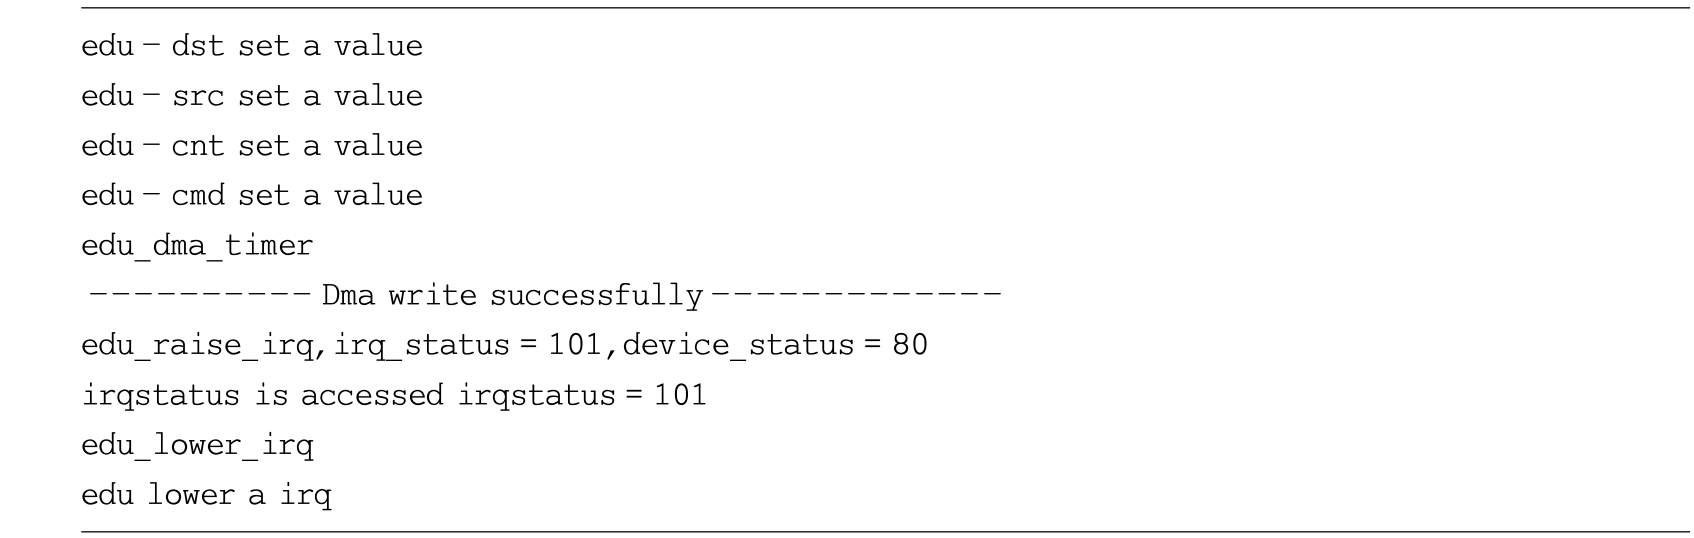 edu-dst set a value
edu-src set a value
edu-cnt set a value
edu-cmd set a value
edu_dma_timer
----------Dma write successfully-------------
edu_raise_irq,irq_status=101,device_status=80
irqstatus is accessed irqstatus=101
edu_lower_irq
edu lower a irq